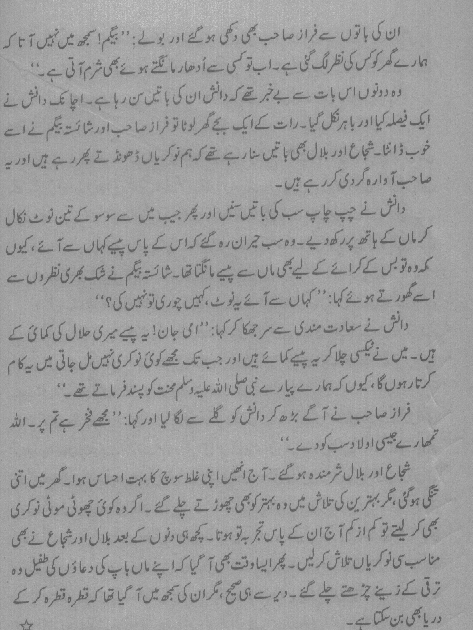 ان کی باتوں سے فراز صاحب بھی دکھی ہو گئے اور بولے: ’’بیگم! سمجھ میں نہیں آتا کہ
ہمارے گھر کو کس کی نظر لگ گئی ہے۔ اب تو کسی سے اُدھار مانگتے ہوئے بھی شرم آتی ہے۔‘‘
وہ دونوں اس بات سے بے خبر تھے کہ دانش ان کی باتیں سن رہا ہے۔ اچانک دانش نے
ایک فیصلہ کیا اور باہر نکل گیا۔ رات کے ایک بجے گھر لوٹا تو فراز صاحب اور شائستہ بیگم نے اسے
خوب ڈانٹا۔ شجاع اور بلال بھی باتیں سنا رہے تھے کہ ہم نوکریاں ڈھونڈتے پھر رہے ہیں اور یہ
صاحب آوارہ گردی کر رہے ہیں۔
دانش نے چپ چاپ سب کی باتیں سنیں اور پھر جیب میں سے سو سو کے تین نوٹ نکال
کر ماں کے ہاتھ پر رکھ دیے۔ وہ سب حیران رہ گئے کہ اس کے پاس پیسے کہاں سے آئے، کیوں
کہ وہ تو بس کے کرائے کے لیے بھی ماں سے پیسے مانگتا تھا۔ شائستہ بیگم نے شک بھری نظروں سے
اسے گھورتے ہوئے کہا: ’’کہاں سے آئے یہ نوٹ، کہیں چوری تو نہیں کی؟‘‘
دانش نے سعادت مندی سے سر جھکا کر کہا: ’’امی جان! یہ پیسے میری حلال کی کمائی کے
ہیں۔ میں نے ٹیکسی چلا کر یہ پیسے کمائے ہیں اور جب تک مجھے کوئی نوکری نہیں مل جاتی میں یہ کام
کرتا رہوں گا، کیوں کہ ہمارے پیارے نبی صلی اللہ علیہ وسلم محنت کو پسند فرماتے تھے۔‘‘
فراز صاحب نے آگے بڑھ کر دانش کو گلے سے لگا لیا اور کہا: ’’مجھے فخر ہے تم پر۔ اللہ
تمھارے جیسی اولاد سب کو دے۔‘‘
شجاع اور بلال شرمندہ ہو گئے۔ آج انھیں اپنی غلط سوچ کا بہت احساس ہوا۔ گھر میں اتنی
تنگی ہو گئی، مگر بہترین کی تلاش میں وہ بہتر کو بھی چھوڑتے چلے گئے۔ اگر وہ کوئی چھوٹی موٹی نوکری
بھی کر لیتے تو کم از کم آج ان کے پاس تجربہ تو ہوتا۔ کچھ ہی دنوں کے بعد بلال اور شجاع نے بھی
مناسب سی نوکریاں تلاش کر لیں۔ پھر ایسا وقت بھی آ گیا کہ اپنے ماں باپ کی دعاؤں کی طفیل وہ
ترقی کے زینے چڑھتے چلے گئے۔ دیر سے ہی صحیح، مگر ان کی سمجھ میں آ گیا تھا کہ قطرہ قطرہ کر کے
دریا بھی بن سکتا ہے۔ ☆